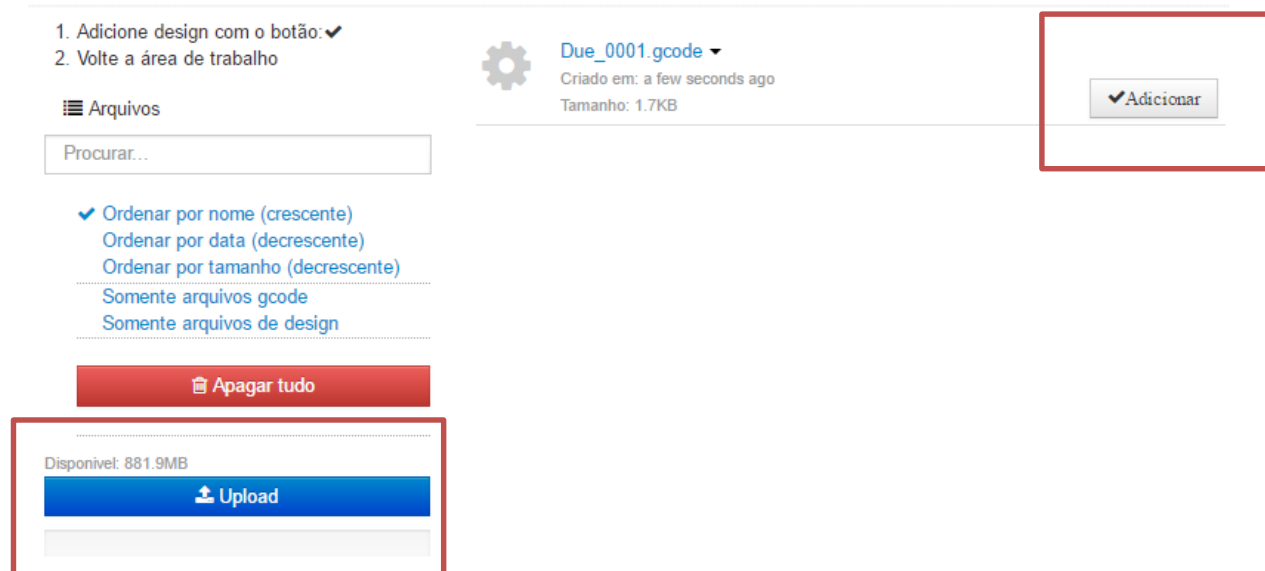 1. Adicione design com o botão:✔
2. Volte a área de trabalho
Arquivos
Procurar...
✔ Ordenar por nome (crescente)
Ordenar por data (decrescente)
Ordenar por tamanho (decrescente)
Somente arquivos gcode
Somente arquivos de design
Apagar tudo
Disponivel: 881.9MB
Upload
Due_0001.gcode
Criado em: a few seconds ago
Tamanho: 1.7KB
✔Adicionar